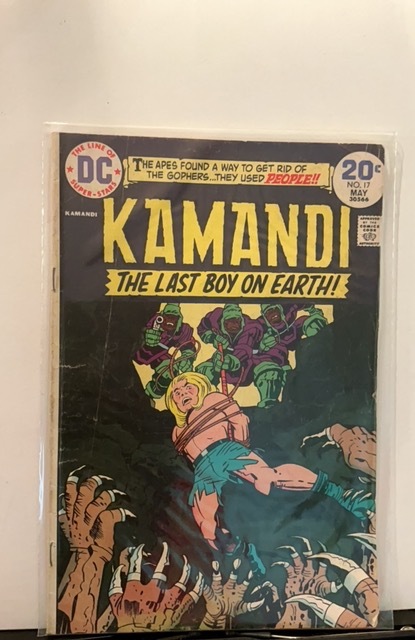 THE LINE OF
DC
SUPER-STARS
THE APES FOUND A WAY TO GET RID OF
THE GOPHERS...THEY USED PEOPLE!!
20¢
NO. 17
MAY
30566
APPROVED
BY THE
COMICS
CODE
AUTHORITY
KAMANDI
KAMANDI
THE LAST BOY ON EARTH!